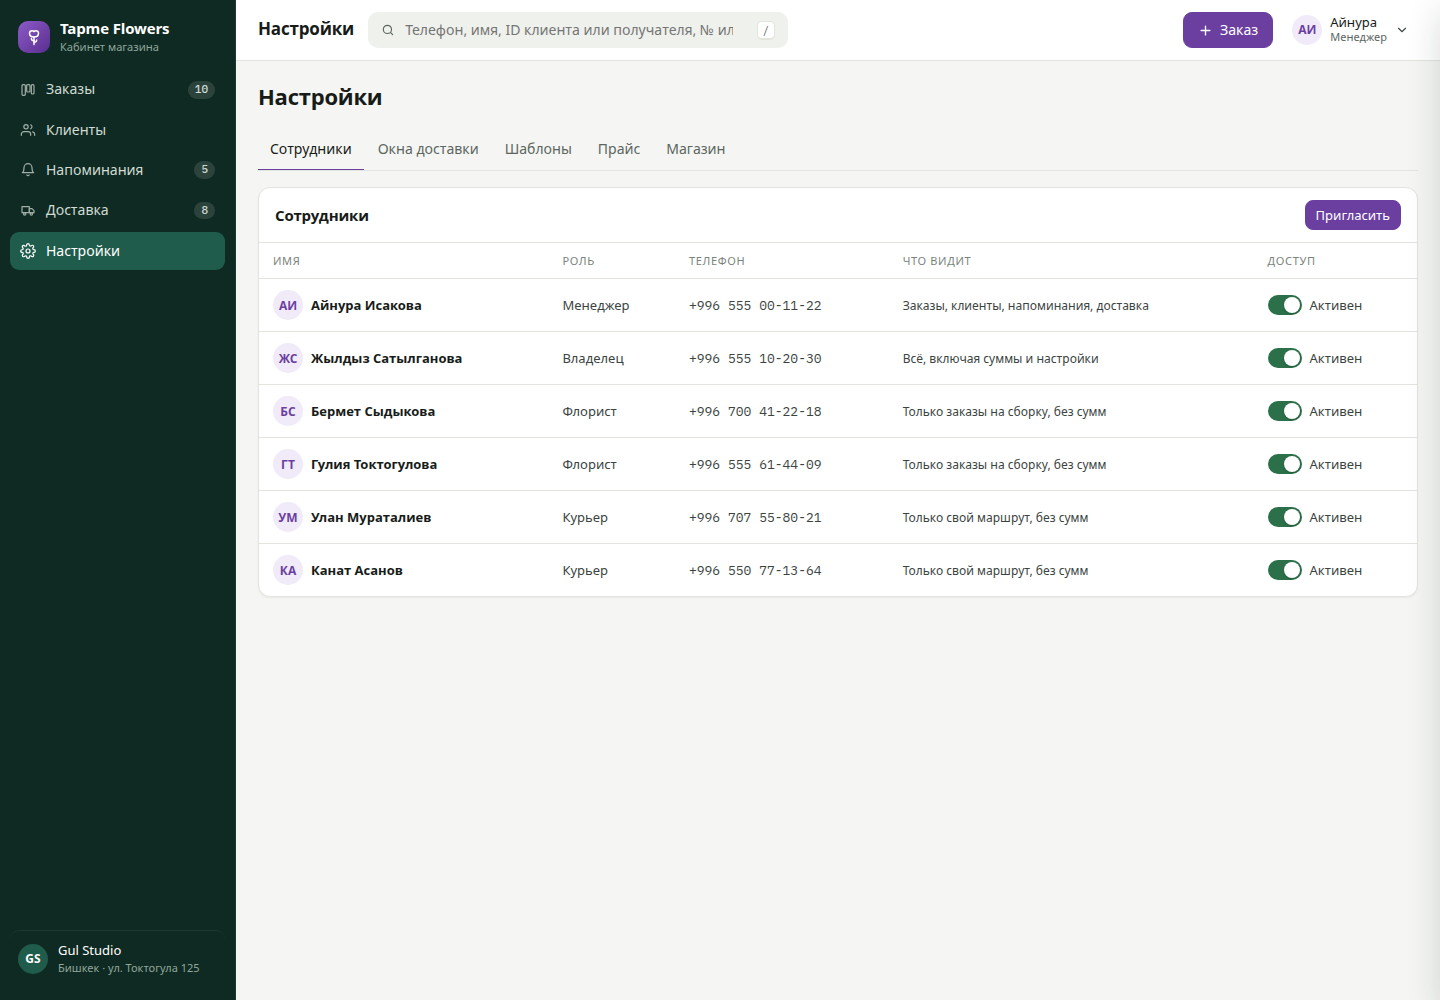 Tapme Flowers
Кабинет магазина
Заказы 10
Клиенты
Напоминания 5
Доставка 8
Настройки
GS
Gul Studio
Бишкек · ул. Токтогула 125
Настройки
Телефон, имя, ID клиента или получателя, № ил
/
+ Заказ
АИ
Айнура
Менеджер
Настройки
Сотрудники Окна доставки Шаблоны Прайс Магазин
Сотрудники
Пригласить
ИМЯ РОЛЬ ТЕЛЕФОН ЧТО ВИДИТ ДОСТУП
АИ Айнура Исакова Менеджер +996 555 00-11-22 Заказы, клиенты, напоминания, доставка Активен
ЖС Жылдыз Сатылганова Владелец +996 555 10-20-30 Всё, включая суммы и настройки Активен
БС Бермет Сыдыкова Флорист +996 700 41-22-18 Только заказы на сборку, без сумм Активен
ГТ Гулия Токтогулова Флорист +996 555 61-44-09 Только заказы на сборку, без сумм Активен
УМ Улан Мураталиев Курьер +996 707 55-80-21 Только свой маршрут, без сумм Активен
КА Канат Асанов Курьер +996 550 77-13-64 Только свой маршрут, без сумм Активен